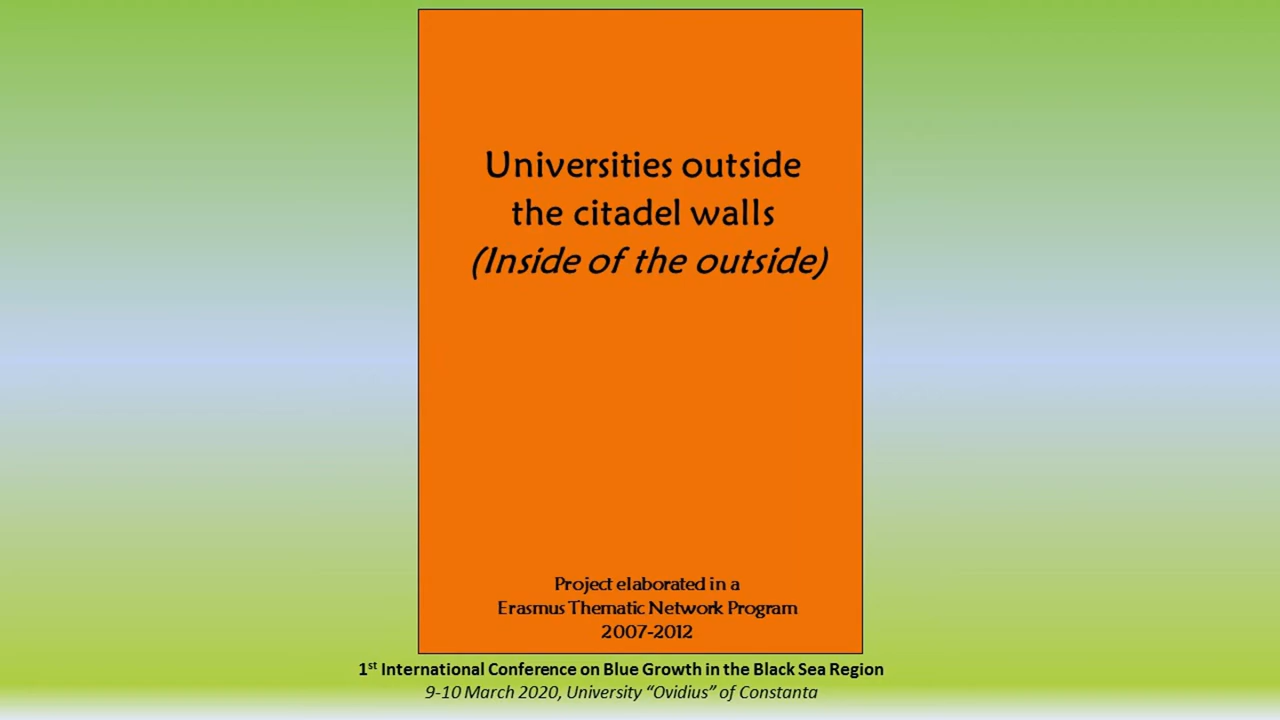 Universities outside
the citadel walls
(Inside of the outside)
Project elaborated in a
Erasmus Thematic Network Program
2007-2012
1st International Conference on Blue Growth in the Black Sea Region
9-10 March 2020, University “Ovidius” of Constanta